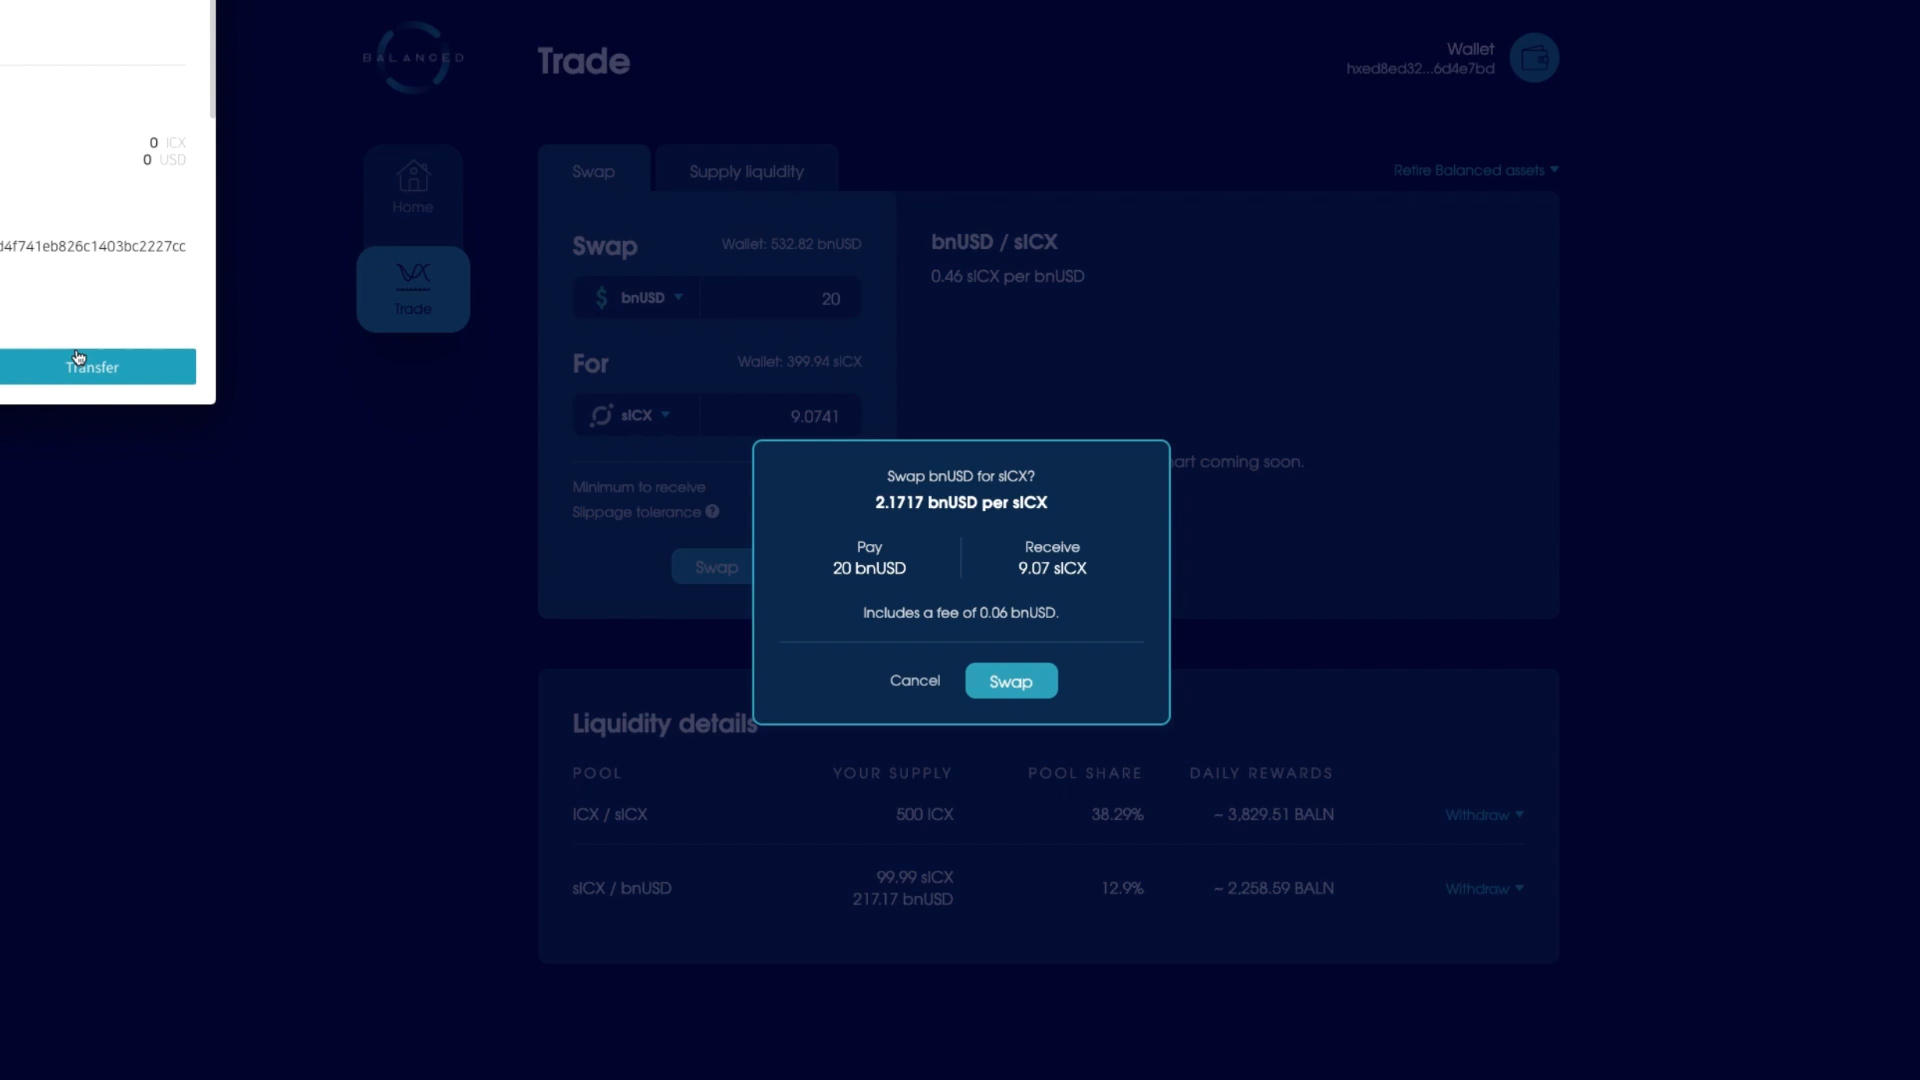 0 ICX
0 USD
d4f741eb826c1403bc2227cc
Transfer
BALANCED
Trade
Wallet
hxed8ed32...6d4e7bd
Home
Trade
Swap
Supply liquidity
Retire Balanced assets
Swap
Wallet: 532.82 bnUSD
$ bnUSD
20
For
Wallet: 399.94 sICX
sICX
9.0741
Minimum to receive
Slippage tolerance ?
Swap
bnUSD / sICX
0.46 sICX per bnUSD
art coming soon.
Swap bnUSD for sICX?
2.1717 bnUSD per sICX
Pay
20 bnUSD
Receive
9.07 sICX
Includes a fee of 0.06 bnUSD.
Cancel
Swap
Liquidity details
POOL YOUR SUPPLY POOL SHARE DAILY REWARDS
ICX / sICX 500 ICX 38.29% ~ 3,829.51 BALN Withdraw
sICX / bnUSD 99.99 sICX 217.17 bnUSD 12.9% ~ 2,258.59 BALN Withdraw